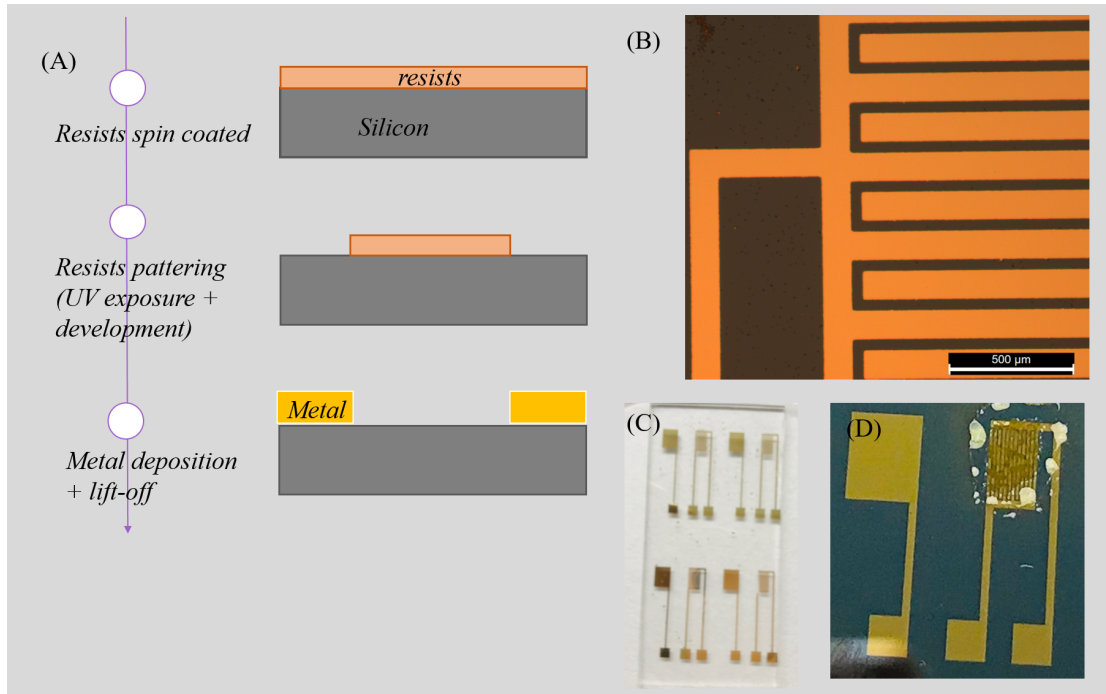 (A)
resists
Silicon
Resists spin coated
Resists pattering
(UV exposure +
development)
Metal
Metal deposition
+ lift-off
(B)
500 µm
(C)
(D)